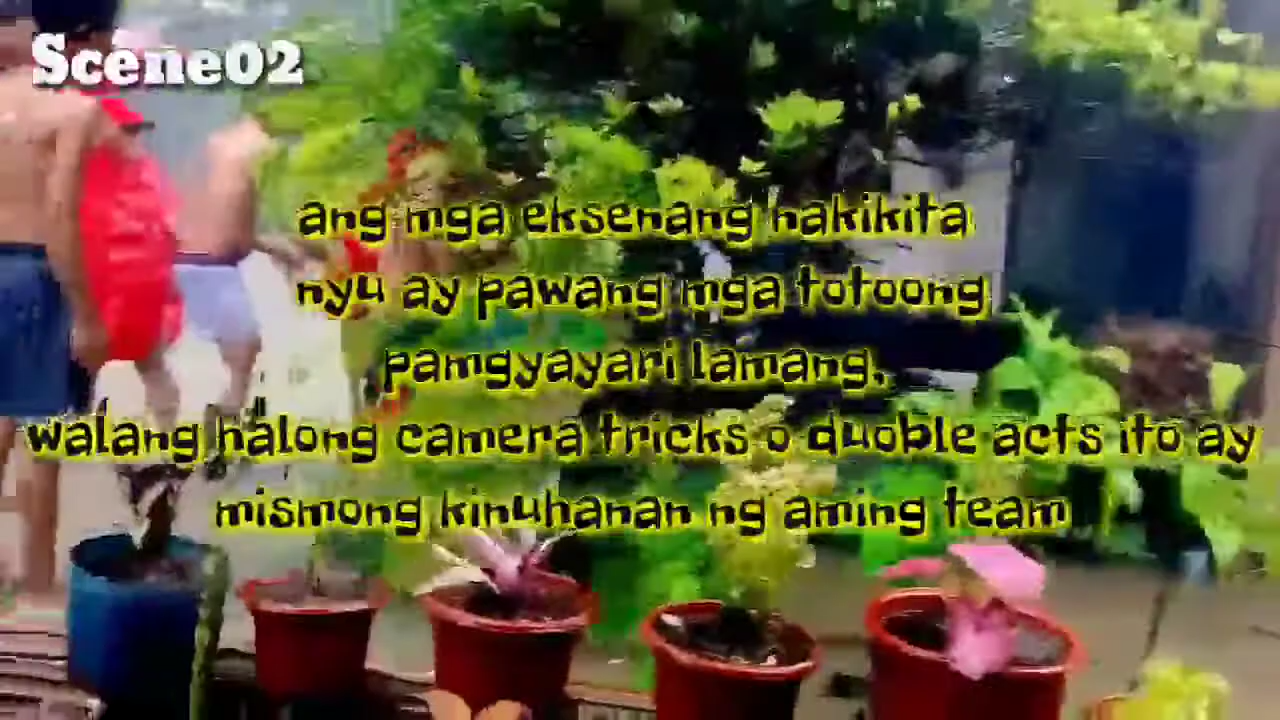 Scene02
ang mga eksenang nakikita
nyu ay pawang mga totoong
pamgyayari lamang,
walang halong camera tricks o duoble acts ito ay
mismong kinuhanan ng aming team